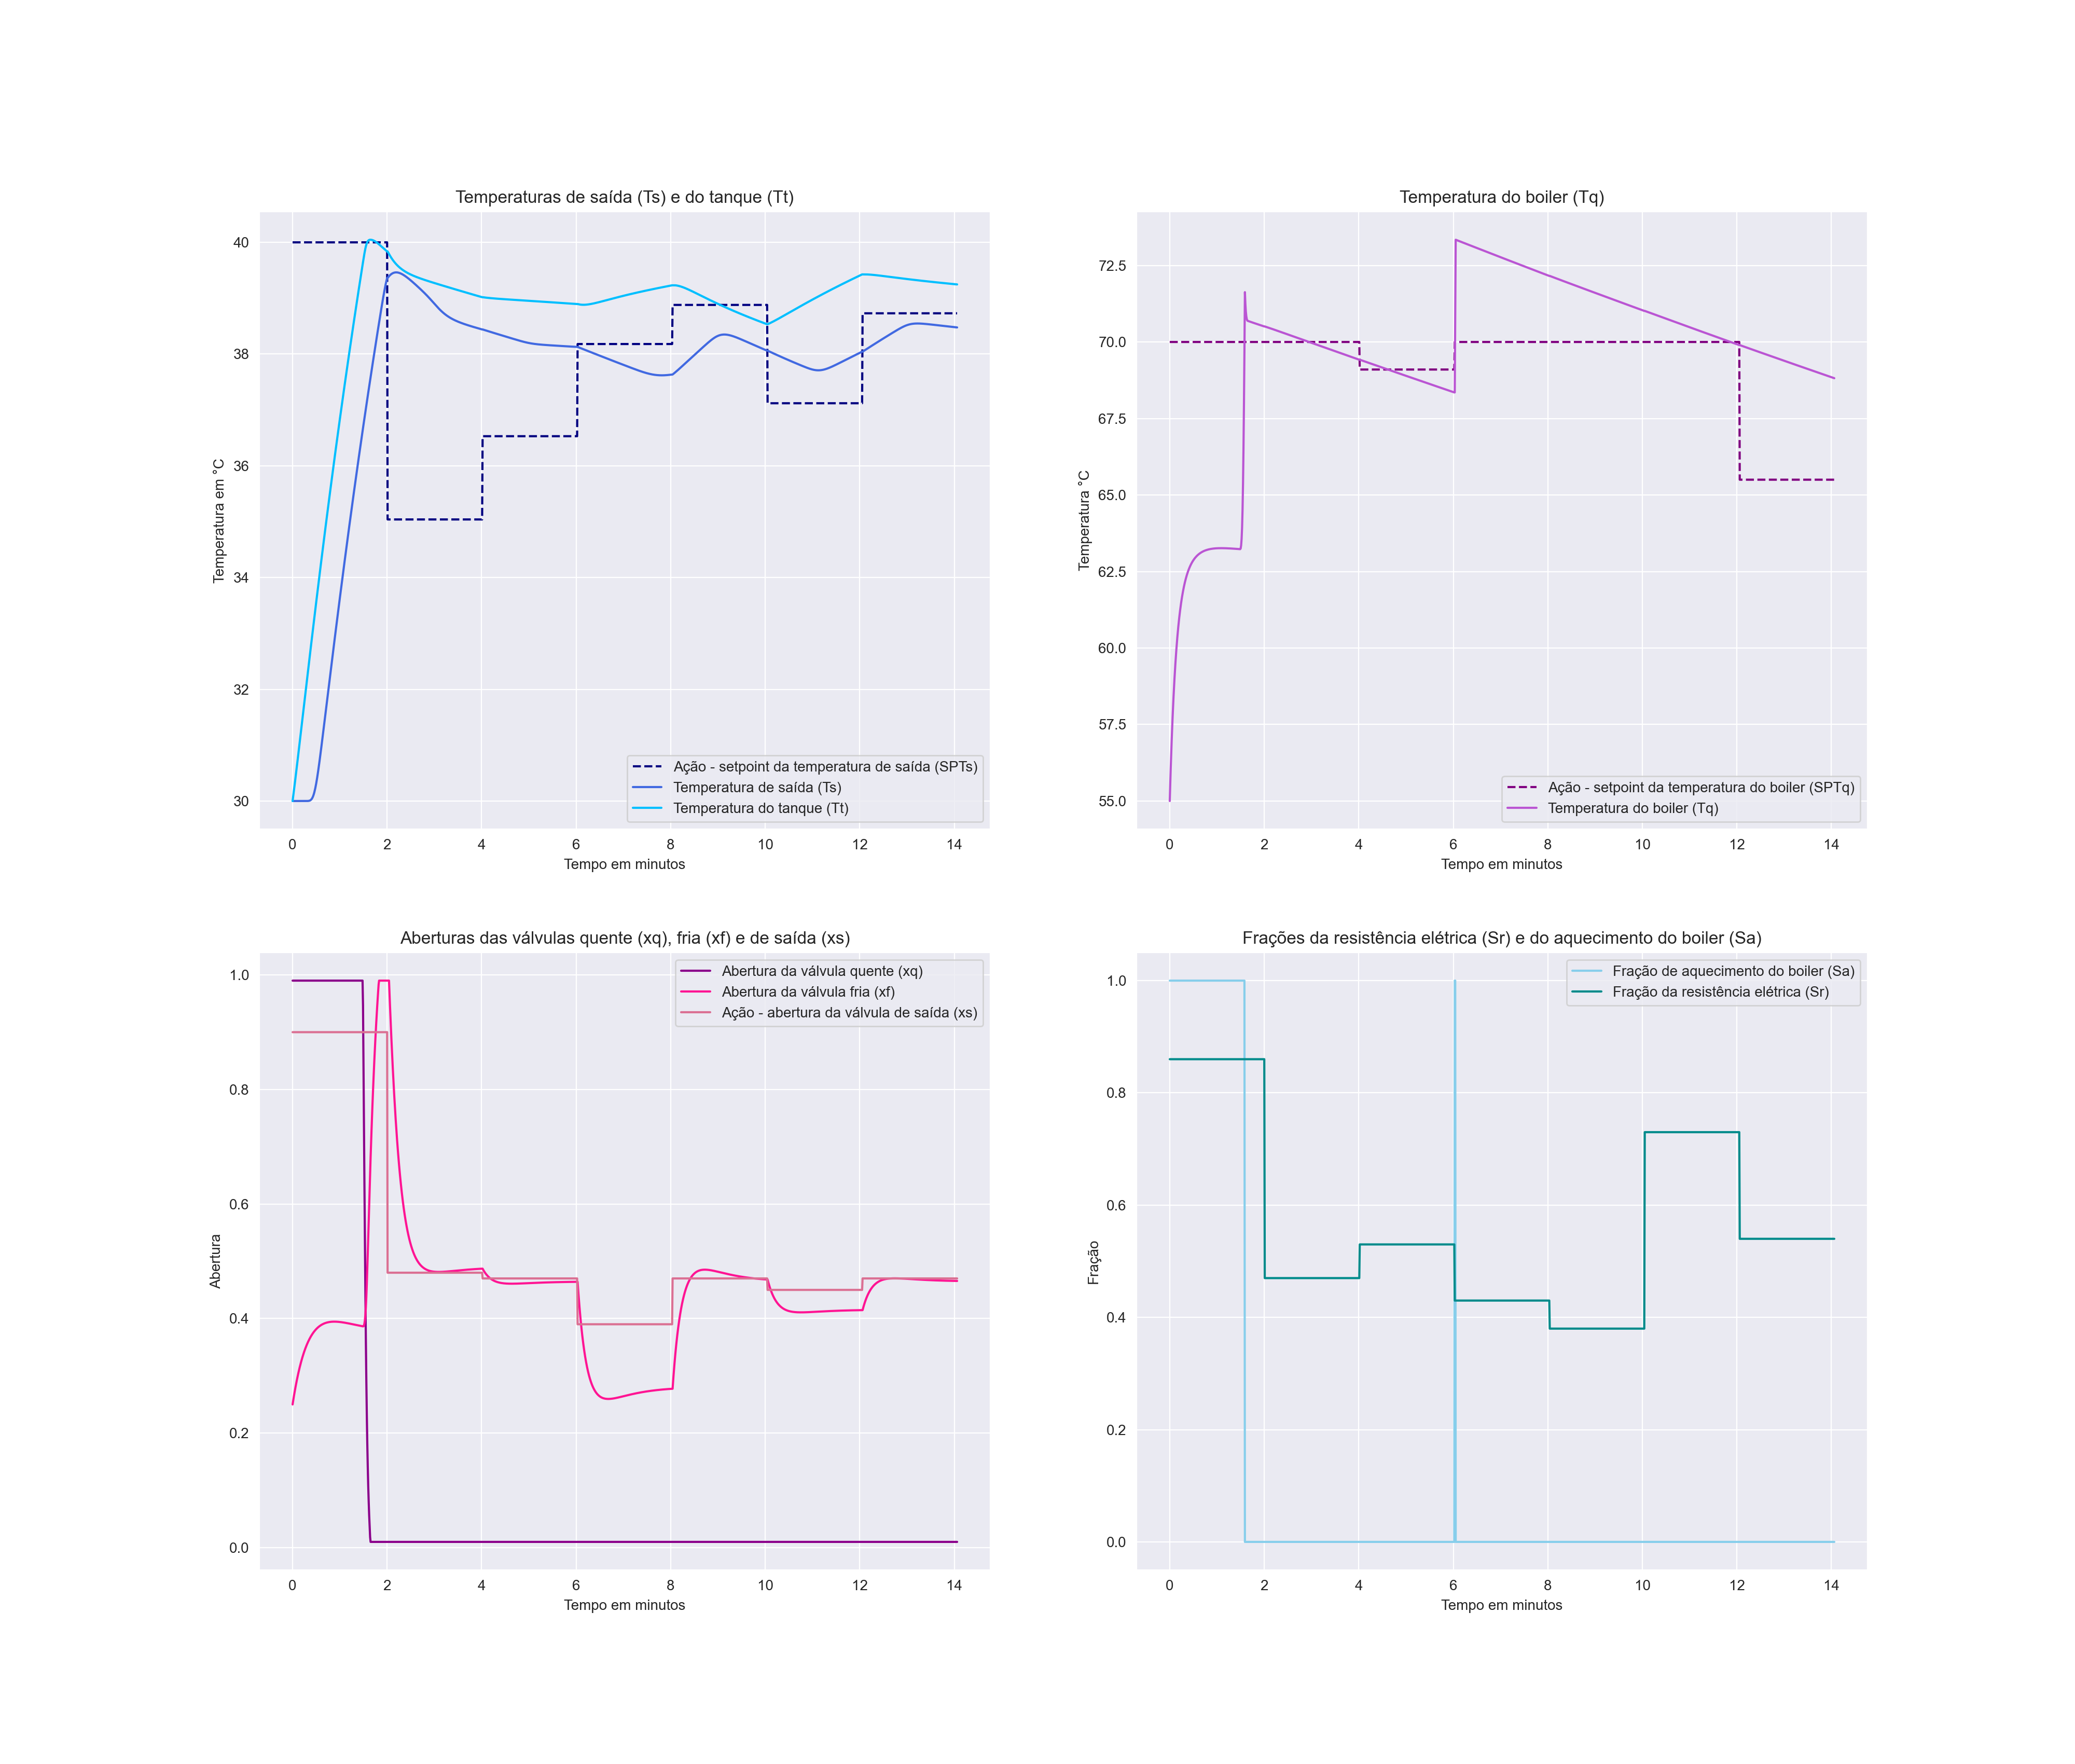 Temperaturas de saída (Ts) e do tanque (Tt)
Temperatura em °C
40
38
36
34
32
30
Ação - setpoint da temperatura de saída (SPTs)
Temperatura de saída (Ts)
Temperatura do tanque (Tt)
0 2 4 6 8 10 12 14
Tempo em minutos
Temperatura do boiler (Tq)
Temperatura °C
72.5
70.0
67.5
65.0
62.5
60.0
57.5
55.0
Ação - setpoint da temperatura do boiler (SPTq)
Temperatura do boiler (Tq)
0 2 4 6 8 10 12 14
Tempo em minutos
Aberturas das válvulas quente (xq), fria (xf) e de saída (xs)
Abertura
1.0
0.8
0.6
0.4
0.2
0.0
Abertura da válvula quente (xq)
Abertura da válvula fria (xf)
Ação - abertura da válvula de saída (xs)
0 2 4 6 8 10 12 14
Tempo em minutos
Frações da resistência elétrica (Sr) e do aquecimento do boiler (Sa)
Fração
1.0
0.8
0.6
0.4
0.2
0.0
Fração de aquecimento do boiler (Sa)
Fração da resistência elétrica (Sr)
0 2 4 6 8 10 12 14
Tempo em minutos